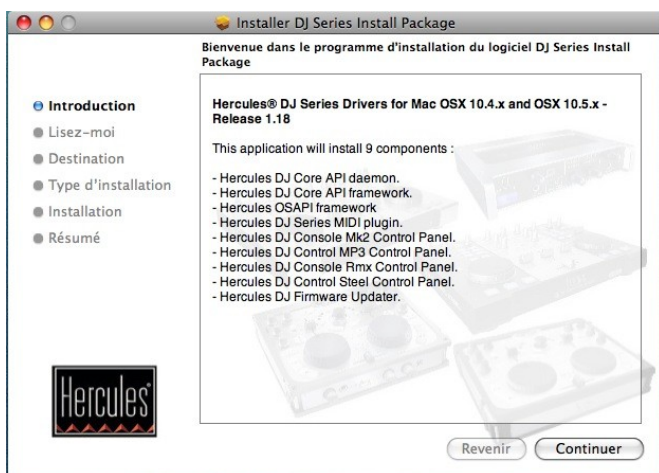 Installer DJ Series Install Package
Bienvenue dans le programme d'installation du logiciel DJ Series Install
Package
Introduction
Lisez-moi
Destination
Type d'installation
Installation
Résumé
Hercules® DJ Series Drivers for Mac OSX 10.4.x and OSX 10.5.x -
Release 1.18
This application will install 9 components :
- Hercules DJ Core API daemon.
- Hercules DJ Core API framework.
- Hercules OSAPI framework
- Hercules DJ Series MIDI plugin.
- Hercules DJ Console Mk2 Control Panel.
- Hercules DJ Control MP3 Control Panel.
- Hercules DJ Console Rmx Control Panel.
- Hercules DJ Control Steel Control Panel.
- Hercules DJ Firmware Updater.
Hercules
Revenir
Continuer